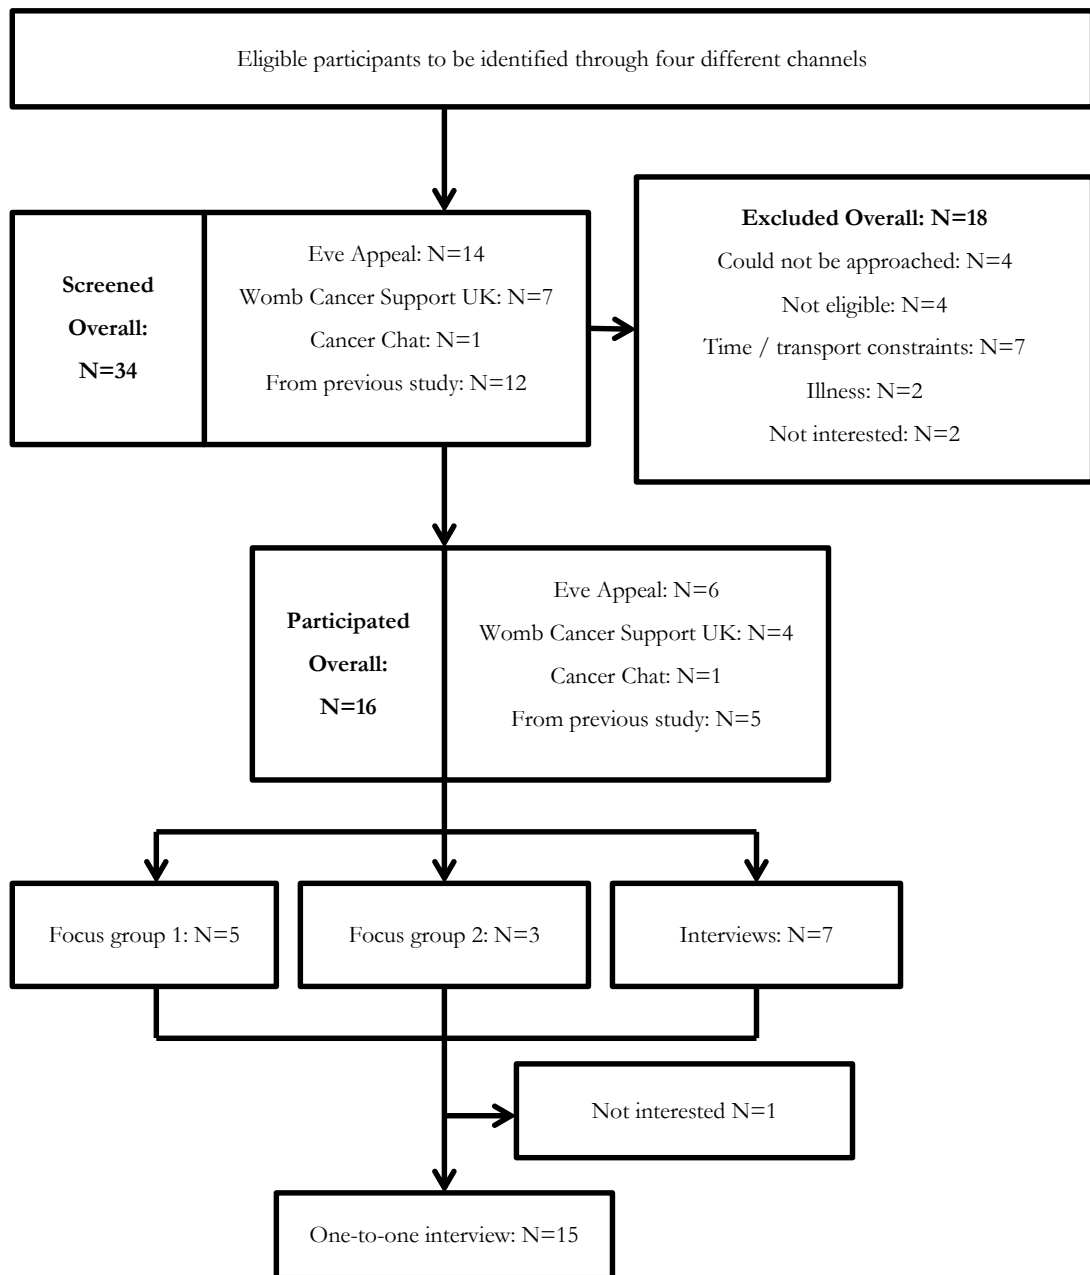 Eligible participants to be identified through four different channels
Screened
Overall:
N=34
Eve Appeal: N=14
Womb Cancer Support UK: N=7
Cancer Chat: N=1
From previous study: N=12
Excluded Overall: N=18
Could not be approached: N=4
Not eligible: N=4
Time / transport constraints: N=7
Illness: N=2
Not interested: N=2
Participated
Overall:
N=16
Eve Appeal: N=6
Womb Cancer Support UK: N=4
Cancer Chat: N=1
From previous study: N=5
Focus group 1: N=5
Focus group 2: N=3
Interviews: N=7
Not interested N=1
One-to-one interview: N=15